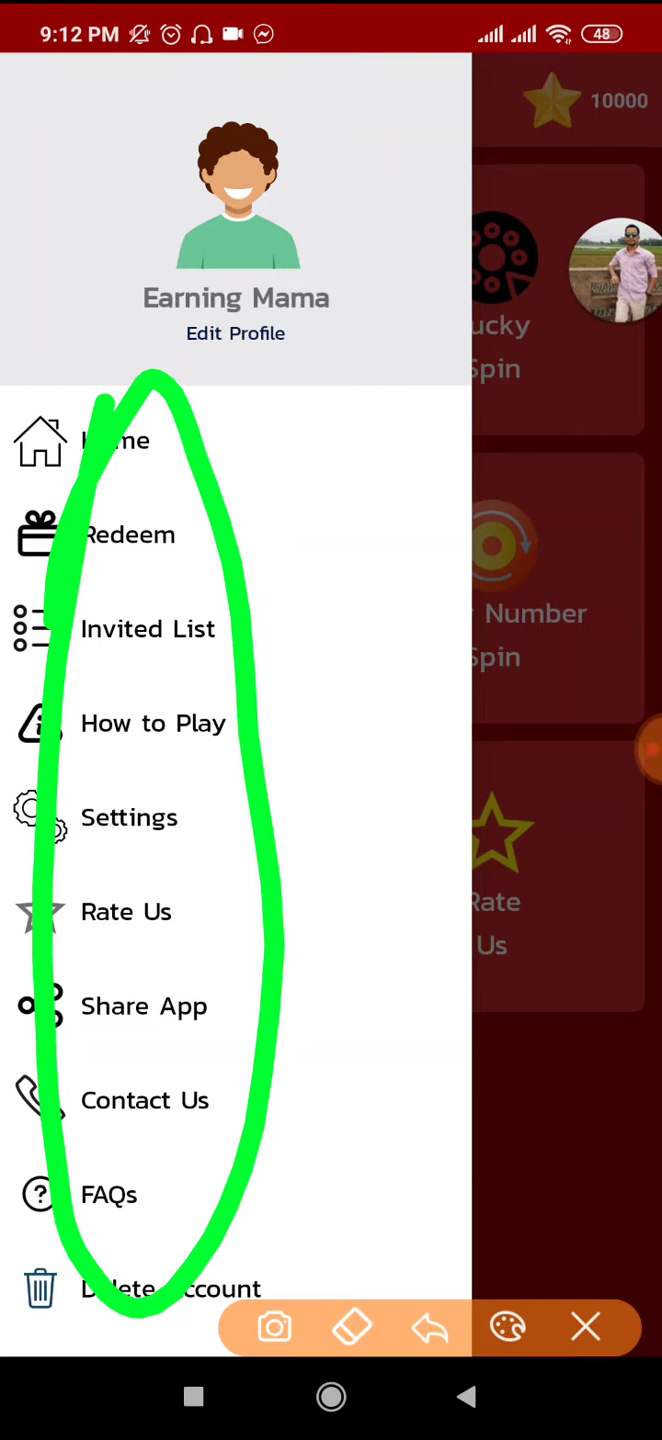 9:12 PM
48
10000
Earning Mama
Edit Profile
Home
Redeem
Invited List
How to Play
Settings
Rate Us
Share App
Contact Us
FAQs
Delete Account
ucky
Spin
Number
Spin
Rate
Us